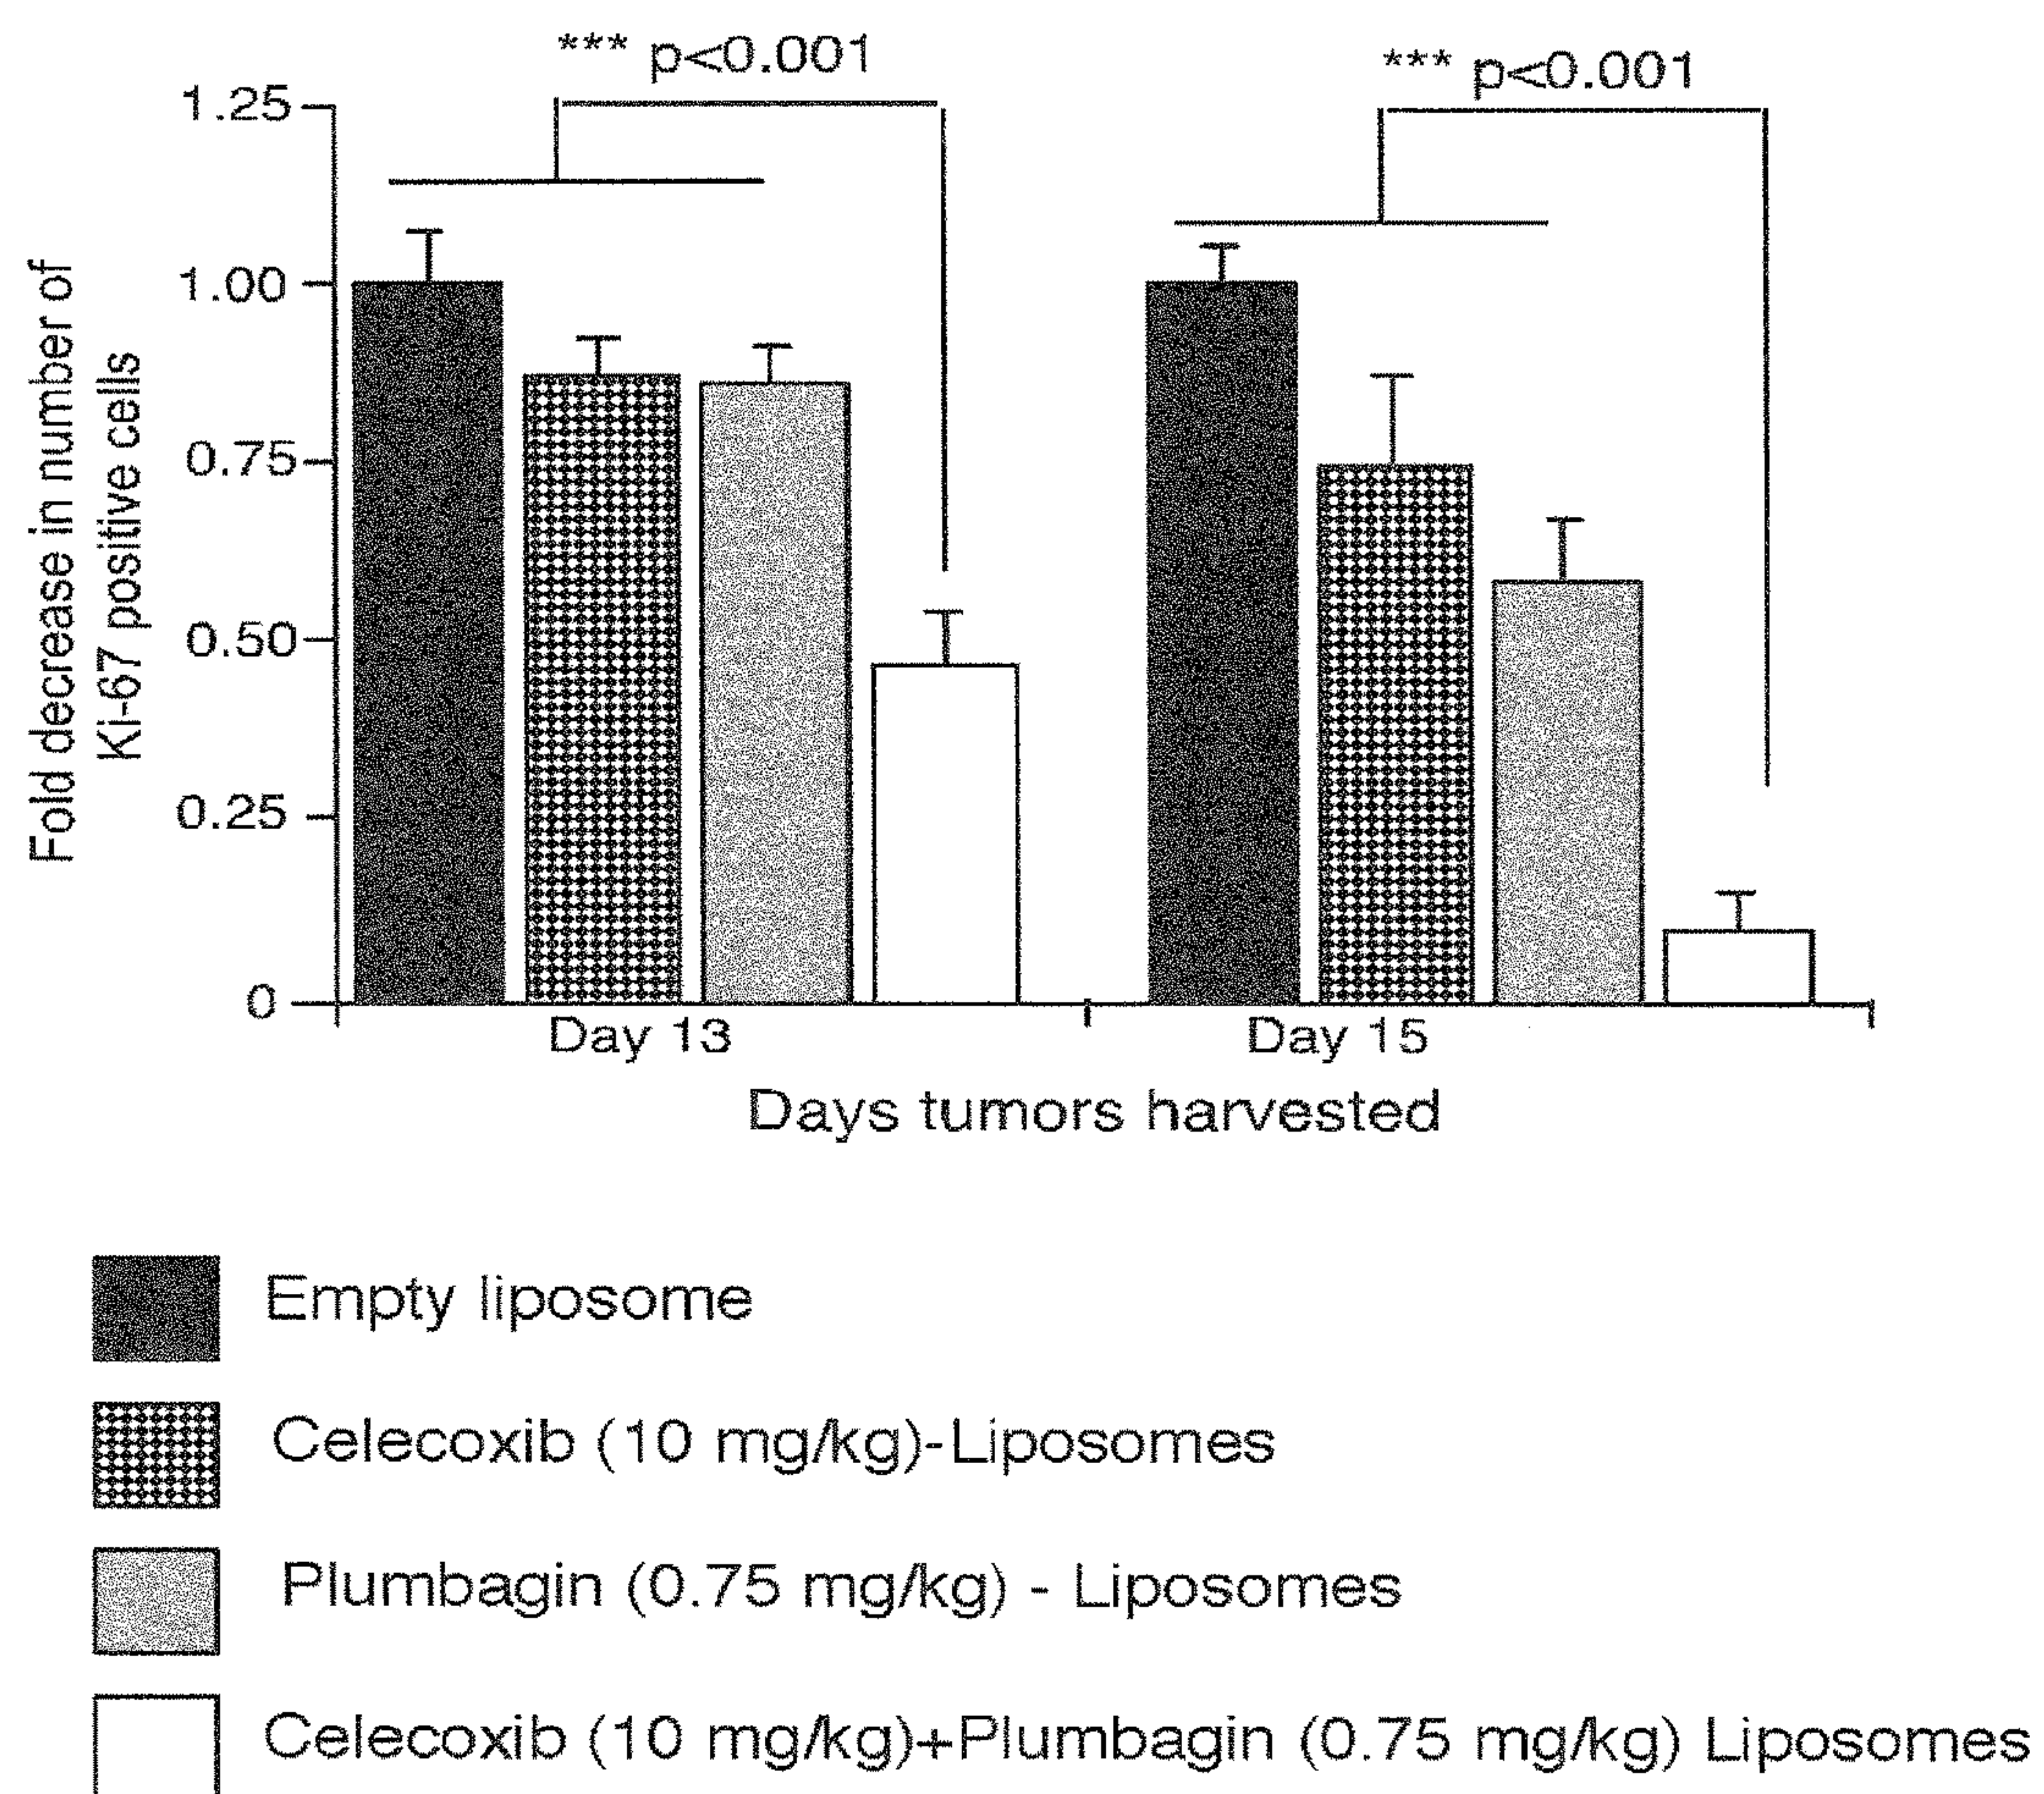 *** p<0.001
*** p<0.001
1.25
1.00
0.75
0.50
0.25
0
Fold decrease in number of
Ki-67 positive cells
Day 13
Day 15
Days tumors harvested
Empty liposome
Celecoxib (10 mg/kg)-Liposomes
Plumbagin (0.75 mg/kg) - Liposomes
Celecoxib (10 mg/kg)+Plumbagin (0.75 mg/kg) Liposomes